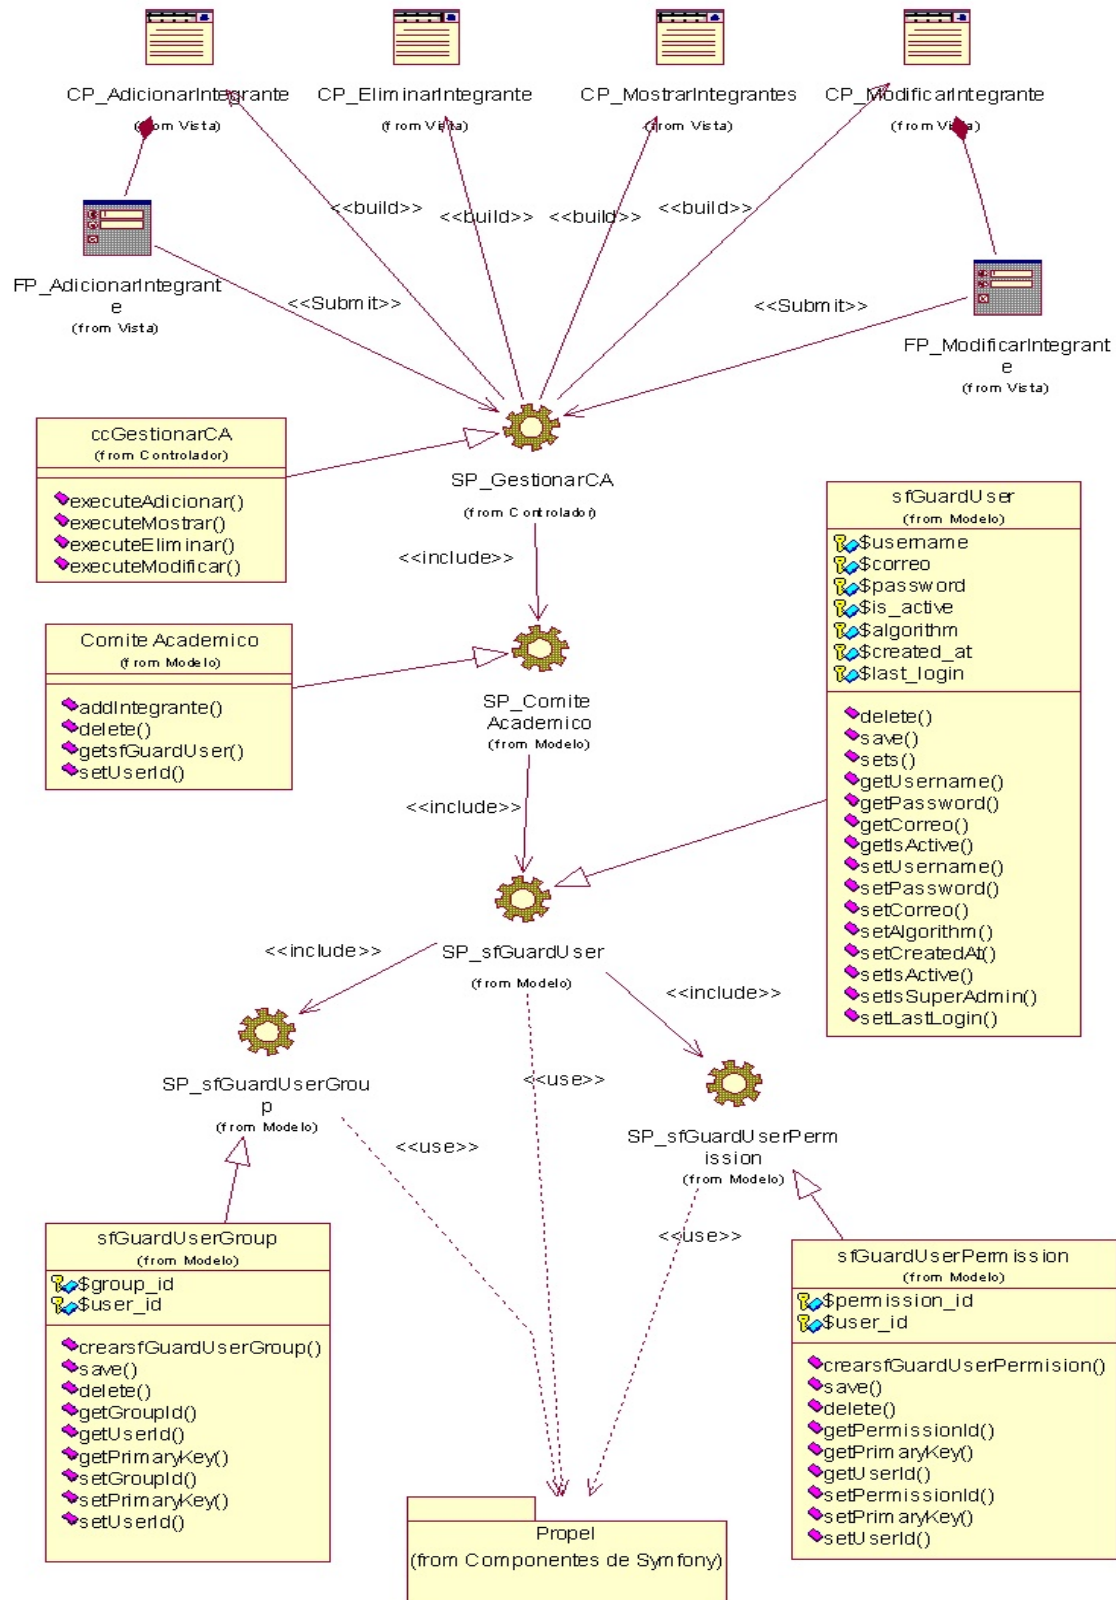 CP_AdicionarIntegrante
(from Vista)
CP_EliminarIntegrante
(from Vista)
CP_MostrarIntegrantes
(from Vista)
CP_ModificarIntegrante
(from Vista)
<<build>>
<<build>>
<<build>>
<<build>>
FP_AdicionarIntegrant
e
(from Vista)
<<Submit>>
<<Submit>>
FP_ModificarIntegrant
e
(from Vista)
ccGestionarCA
(from Controlador)
executeAdicionar()
executeMostrar()
executeEliminar()
executeModificar()
SP_GestionarCA
(from Controlador)
<<include>>
Comite Academico
(from Modelo)
addIntegrante()
delete()
getsfGuardUser()
setUserId()
SP_Comite
Academico
(from Modelo)
<<include>>
sfGuardUser
(from Modelo)
$username
$correo
$password
$is_active
$algorithm
$created_at
$last_login
delete()
save()
sets()
getUsername()
getPassword()
getCorreo()
getIsActive()
setUsername()
setPassword()
setCorreo()
setAlgorithm()
setCreatedAt()
setIsActive()
setIsSuperAdmin()
setLastLogin()
SP_sfGuardUser
(from Modelo)
<<include>>
<<include>>
<<use>>
SP_sfGuardUserGrou
p
(from Modelo)
<<use>>
SP_sfGuardUserPerm
ission
(from Modelo)
<<use>>
sfGuardUserGroup
(from Modelo)
$group_id
$user_id
crearsfGuardUserGroup()
save()
delete()
getGroupId()
getUserId()
getPrimaryKey()
setGroupId()
setPrimaryKey()
setUserId()
sfGuardUserPermission
(from Modelo)
$permission_id
$user_id
crearsfGuardUserPermision()
save()
delete()
getPermissionId()
getPrimaryKey()
getUserId()
setPermissionId()
setPrimaryKey()
setUserId()
Propel
(from Componentes de Symfony)